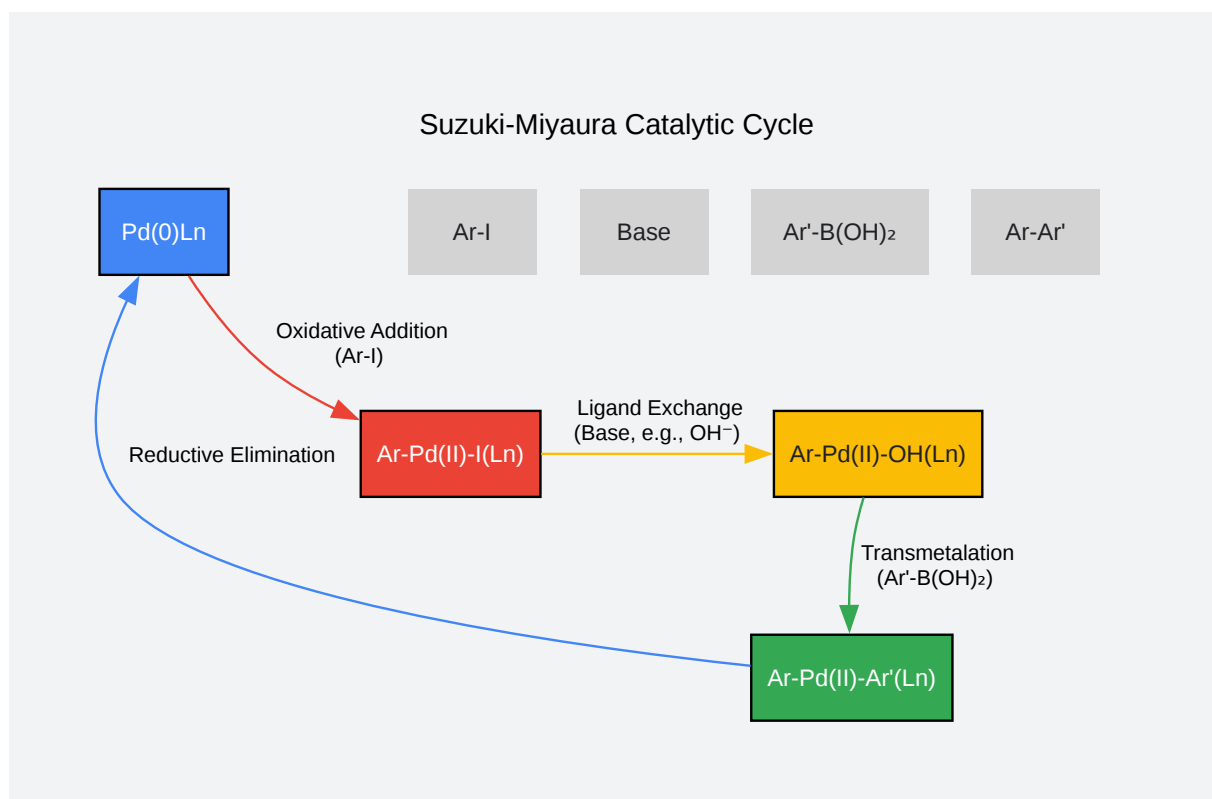 Suzuki-Miyaura Catalytic Cycle
Pd(0)Ln
Ar-I
Base
Ar'-B(OH)₂
Ar-Ar'
Oxidative Addition
(Ar-I)
Ligand Exchange
(Base, e.g., OH⁻)
Reductive Elimination
Ar-Pd(II)-I(Ln)
Ar-Pd(II)-OH(Ln)
Transmetalation
(Ar'-B(OH)₂)
Ar-Pd(II)-Ar'(Ln)